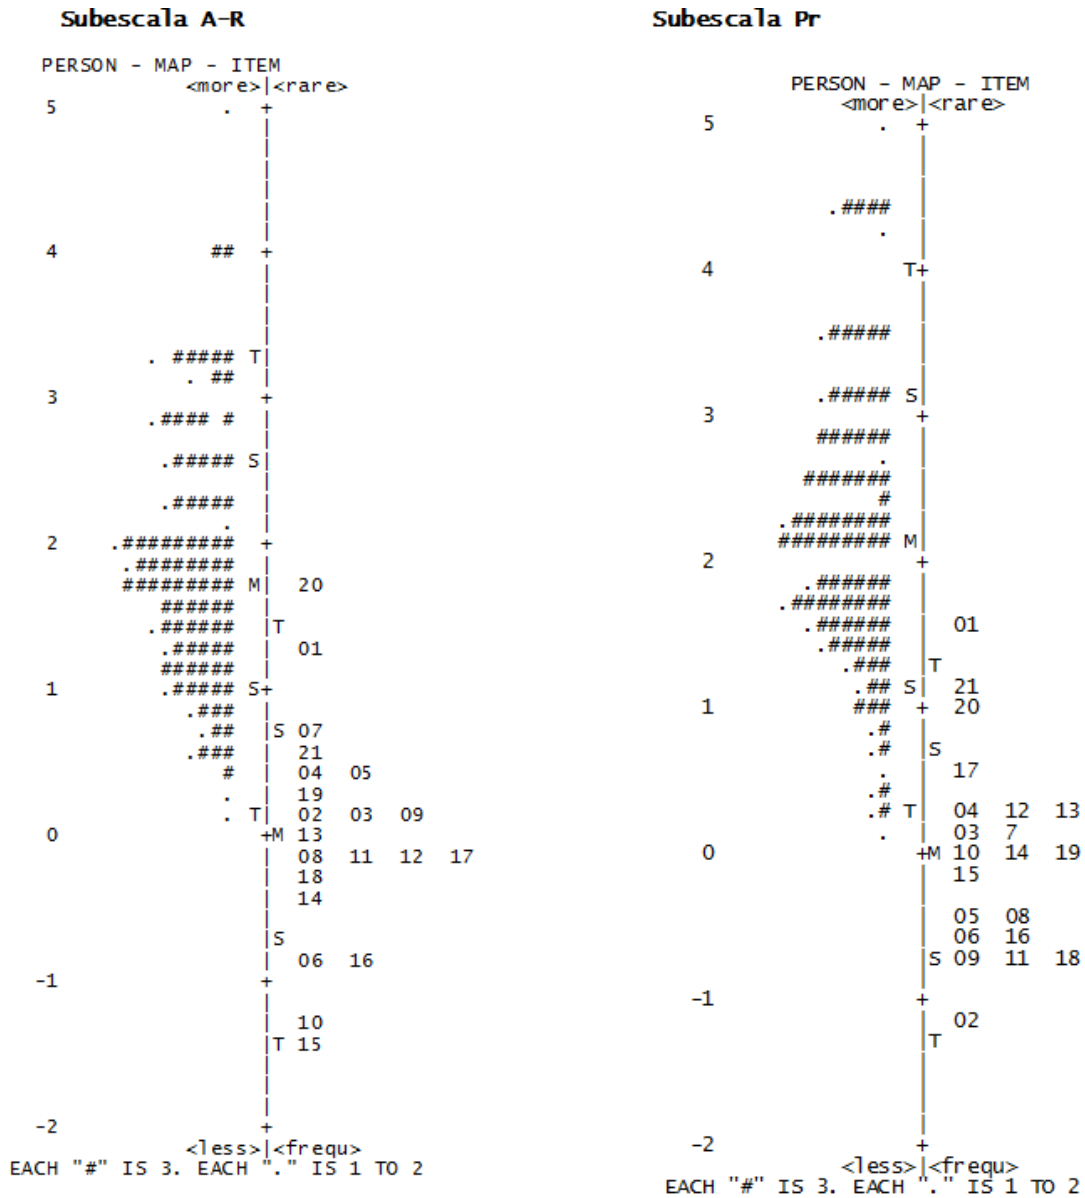 Subescala A-R
PERSON - MAP - ITEM
<more>|<rare>
5 . +
|
|
|
|
|
|
4 ## +
|
|
|
|
. ##### T|
. ## |
3 +
.#### # |
|
.##### S|
|
.##### |
. |
2 .######### +
.######## |
######### M| 20
###### |
.###### |T
.##### | 01
###### |
.##### S+
1
.### |
.## |S 07
.### | 21
# | 04 05
. | 19
. T| 02 03 09
0 +M 13
| 08 11 12 17
| 18
| 14
|
|S
| 06 16
-1 +
|
| 10
|T 15
|
|
|
-2 +
<less>|<frequ>
EACH "#" IS 3. EACH "." IS 1 TO 2
Subescala Pr
PERSON - MAP - ITEM
<more>|<rare>
5 . +
|
|
|
.#### |
. |
|
4 T+
|
|
.##### |
|
|
.##### S|
3 +
###### |
. |
####### |
# |
.######## |
######### M|
2 +
.###### |
.######## |
.###### | 01
.##### |
.### |T
.## S| 21
1 ### + 20
.# |
.# |S
. | 17
.# |
.# T| 04 12 13
. | 03 7
0 +M 10 14 19
| 15
|
| 05 08
| 06 16
|S 09 11 18
|
-1 +
| 02
|T
|
|
|
|
-2 +
<less>|<frequ>
EACH "#" IS 3. EACH "." IS 1 TO 2